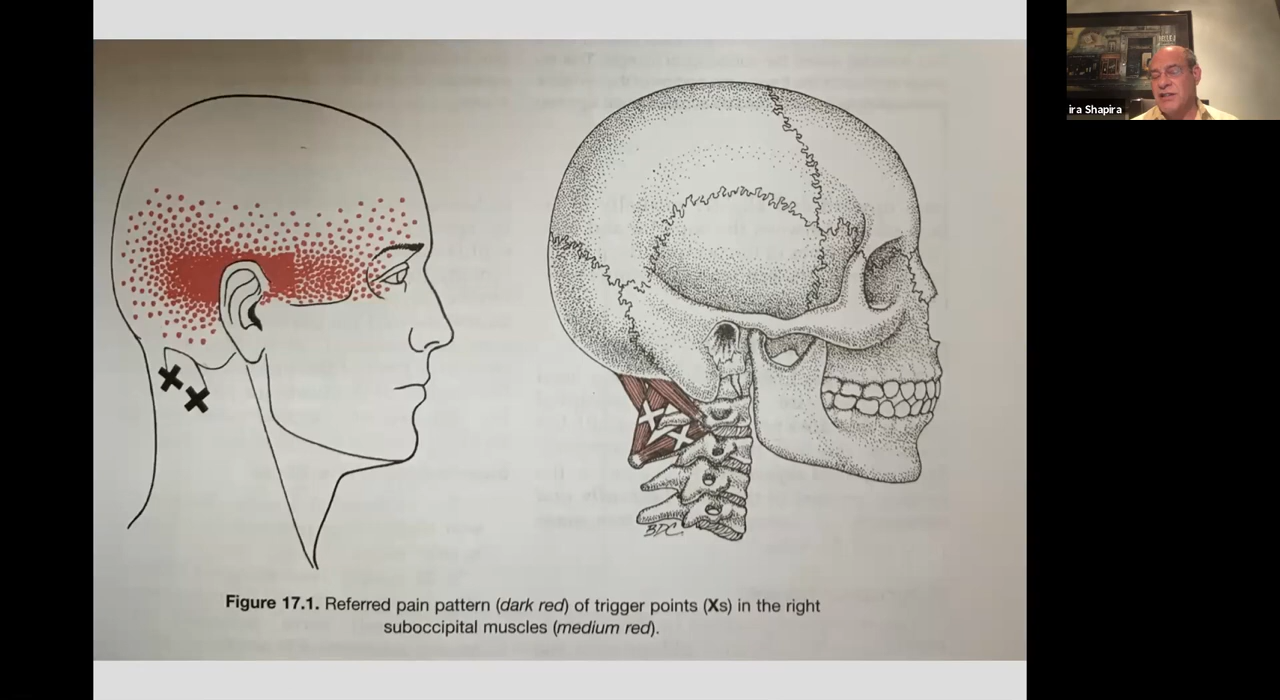 ira Shapira
BDC
Figure 17.1. Referred pain pattern (dark red) of trigger points (Xs) in the right
suboccipital muscles (medium red).